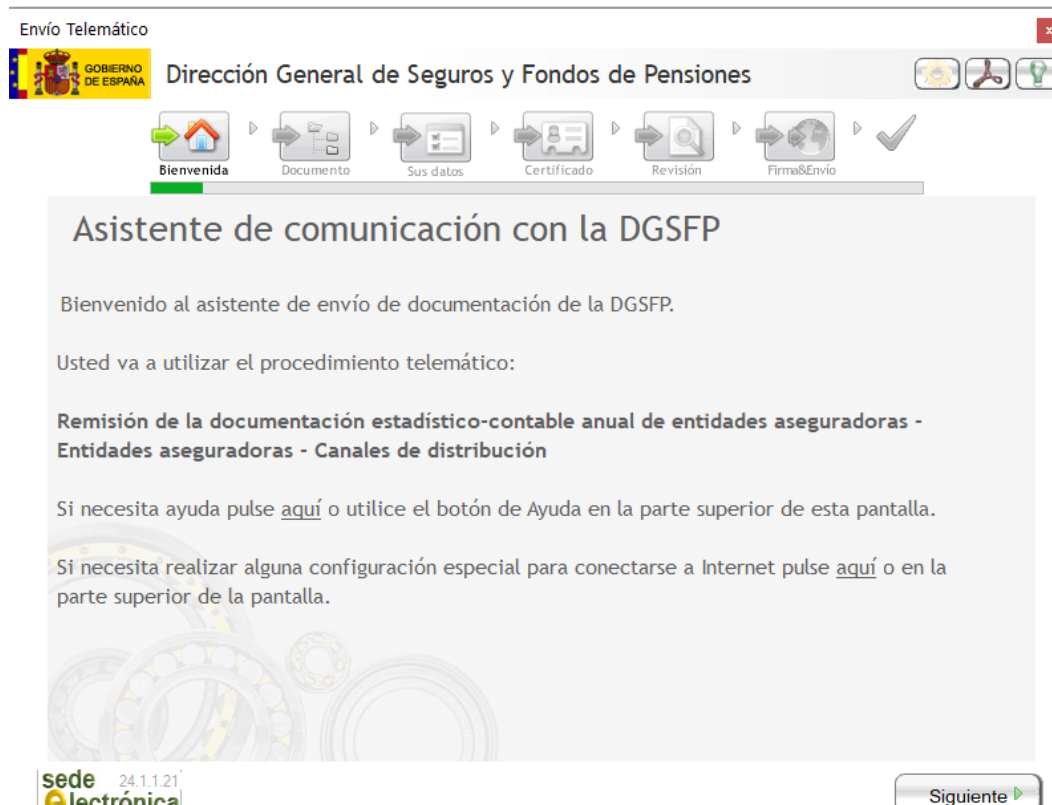 Envío Telemático
x
GOBIERNO
DE ESPAÑA
Dirección General de Seguros y Fondos de Pensiones
Bienvenida
Documento
Sus datos
Certificado
Revisión
Firma&Envío
Asistente de comunicación con la DGSFP
Bienvenido al asistente de envío de documentación de la DGSFP.
Usted va a utilizar el procedimiento telemático:
Remisión de la documentación estadístico-contable anual de entidades aseguradoras -
Entidades aseguradoras - Canales de distribución
Si necesita ayuda pulse aquí o utilice el botón de Ayuda en la parte superior de esta pantalla.
Si necesita realizar alguna configuración especial para conectarse a Internet pulse aquí o en la
parte superior de la pantalla.
sede 24.1.1.21
electrónica
Siguiente